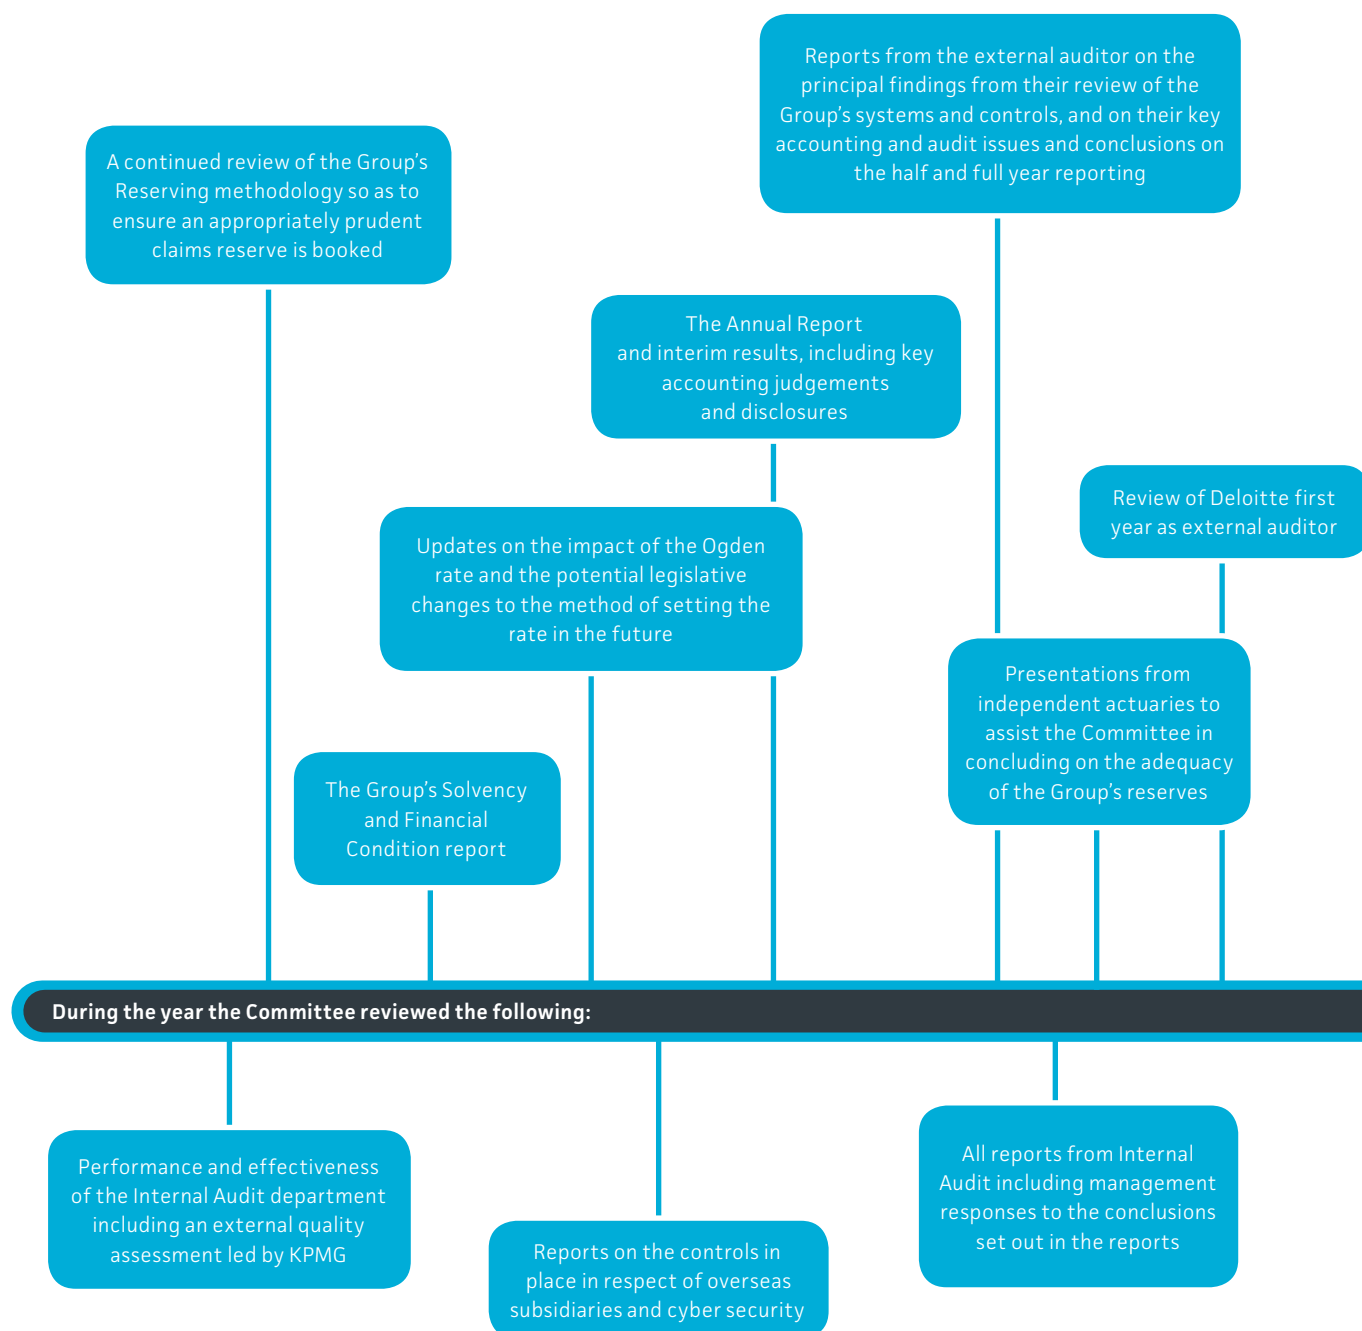 Reports from the external auditor on the
principal findings from their review of the
Group's systems and controls, and on their key
accounting and audit issues and conclusions on
the half and full year reporting
A continued review of the Group's
Reserving methodology so as to
ensure an appropriately prudent
claims reserve is booked
The Annual Report
and interim results, including key
accounting judgements
and disclosures
Review of Deloitte first
year as external auditor
Updates on the impact of the Ogden
rate and the potential legislative
changes to the method of setting the
rate in the future
Presentations from
independent actuaries to
assist the Committee in
concluding on the adequacy
of the Group's reserves
The Group's Solvency
and Financial
Condition report
During the year the Committee reviewed the following:
Performance and effectiveness
of the Internal Audit department
including an external quality
assessment led by KPMG
Reports on the controls in
place in respect of overseas
subsidiaries and cyber security
All reports from Internal
Audit including management
responses to the conclusions
set out in the reports